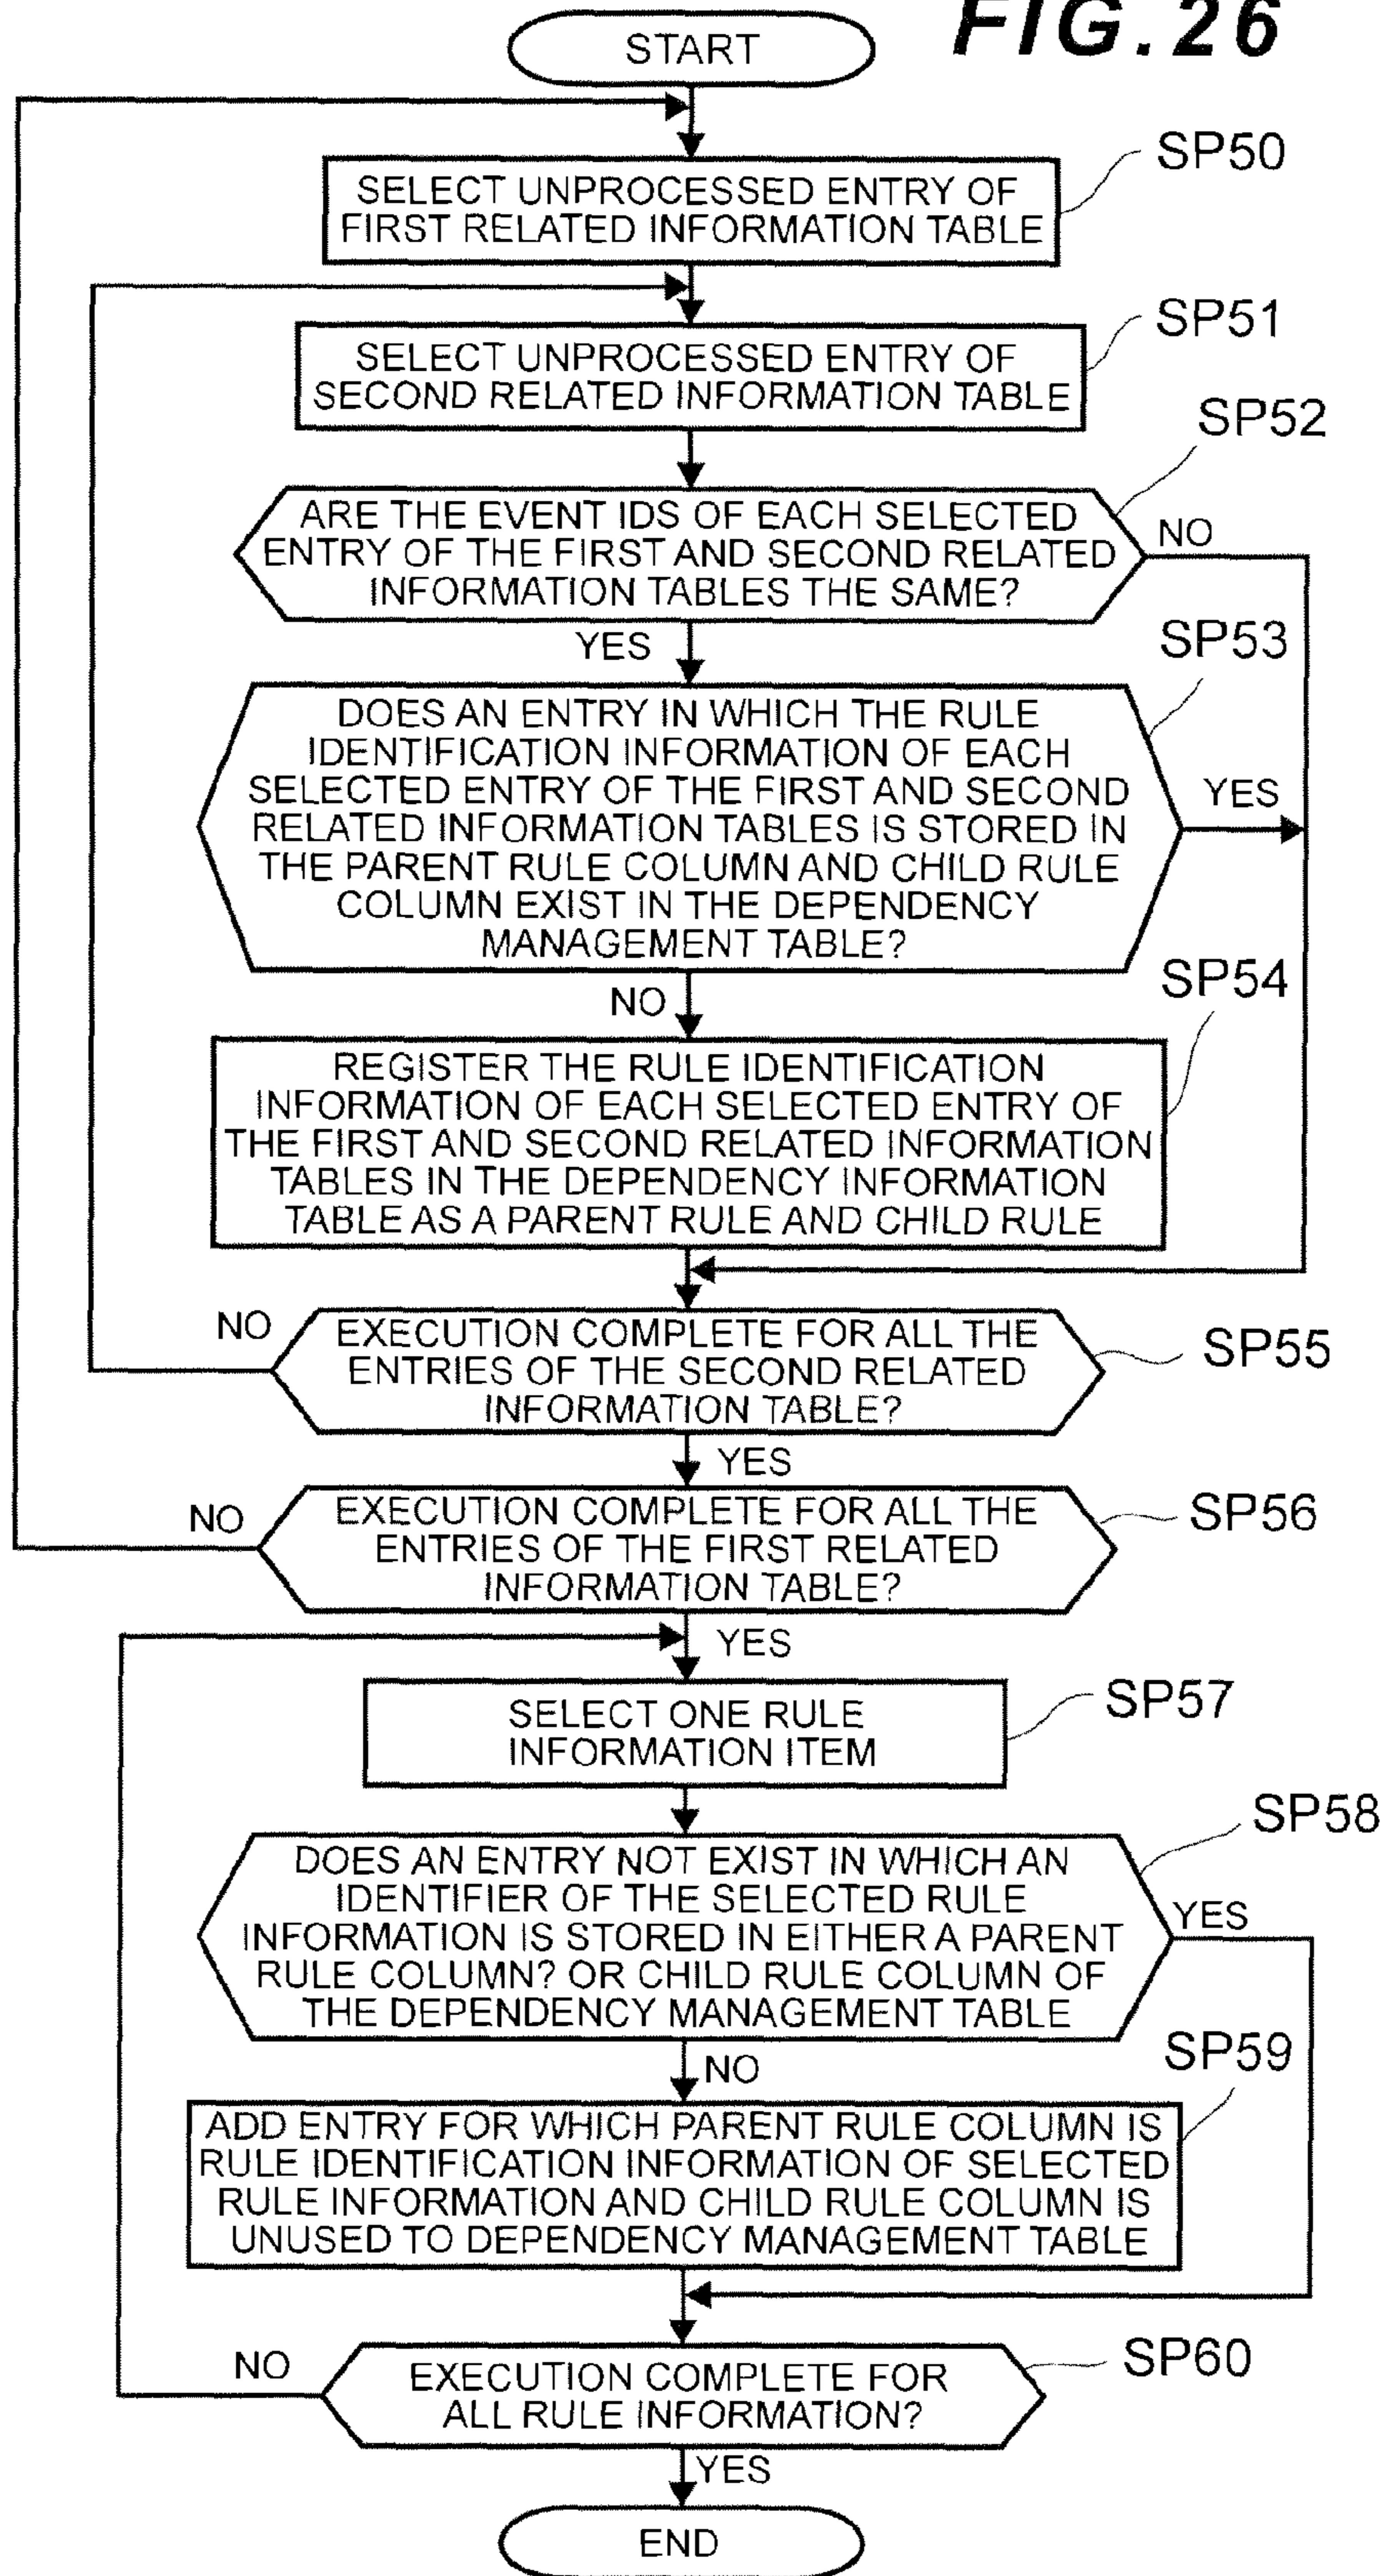 FIG.26
START
SP50
SELECT UNPROCESSED ENTRY OF
FIRST RELATED INFORMATION TABLE
SP51
SELECT UNPROCESSED ENTRY OF
SECOND RELATED INFORMATION TABLE
SP52
ARE THE EVENT IDS OF EACH SELECTED
ENTRY OF THE FIRST AND SECOND RELATED
INFORMATION TABLES THE SAME?
NO
YES
SP53
DOES AN ENTRY IN WHICH THE RULE
IDENTIFICATION INFORMATION OF EACH
SELECTED ENTRY OF THE FIRST AND SECOND
RELATED INFORMATION TABLES IS STORED IN
THE PARENT RULE COLUMN AND CHILD RULE
COLUMN EXIST IN THE DEPENDENCY
MANAGEMENT TABLE?
YES
NO
SP54
REGISTER THE RULE IDENTIFICATION
INFORMATION OF EACH SELECTED ENTRY OF
THE FIRST AND SECOND RELATED INFORMATION
TABLES IN THE DEPENDENCY INFORMATION
TABLE AS A PARENT RULE AND CHILD RULE
NO
EXECUTION COMPLETE FOR ALL THE
ENTRIES OF THE SECOND RELATED
INFORMATION TABLE?
SP55
YES
NO
EXECUTION COMPLETE FOR ALL THE
ENTRIES OF THE FIRST RELATED
INFORMATION TABLE?
SP56
YES
SP57
SELECT ONE RULE
INFORMATION ITEM
SP58
DOES AN ENTRY NOT EXIST IN WHICH AN
IDENTIFIER OF THE SELECTED RULE
INFORMATION IS STORED IN EITHER A PARENT
RULE COLUMN? OR CHILD RULE COLUMN OF
THE DEPENDENCY MANAGEMENT TABLE
YES
NO
SP59
ADD ENTRY FOR WHICH PARENT RULE COLUMN IS
RULE IDENTIFICATION INFORMATION OF SELECTED
RULE INFORMATION AND CHILD RULE COLUMN IS
UNUSED TO DEPENDENCY MANAGEMENT TABLE
NO
EXECUTION COMPLETE FOR
ALL RULE INFORMATION?
SP60
YES
END